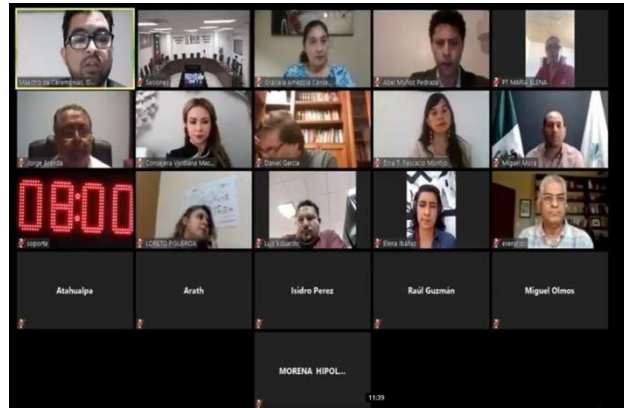 Maestro de Ceremonias, O...
Sesiones
Graciela Amezola Canse...
Abel Muñoz Pedraza
PT MARIA ELENA
Jorge Aranda
Consejera Viridiana Mac...
Daniel Garcia
Miguel Mora
08:00
soporte
LORETO FIGUEROA
Luis Eduardo
Elena Ibáñez
everardo
Atahualpa
Arath
Isidro Perez
Raúl Guzmán
Miguel Olmos
MORENA HIPOL...
11:39